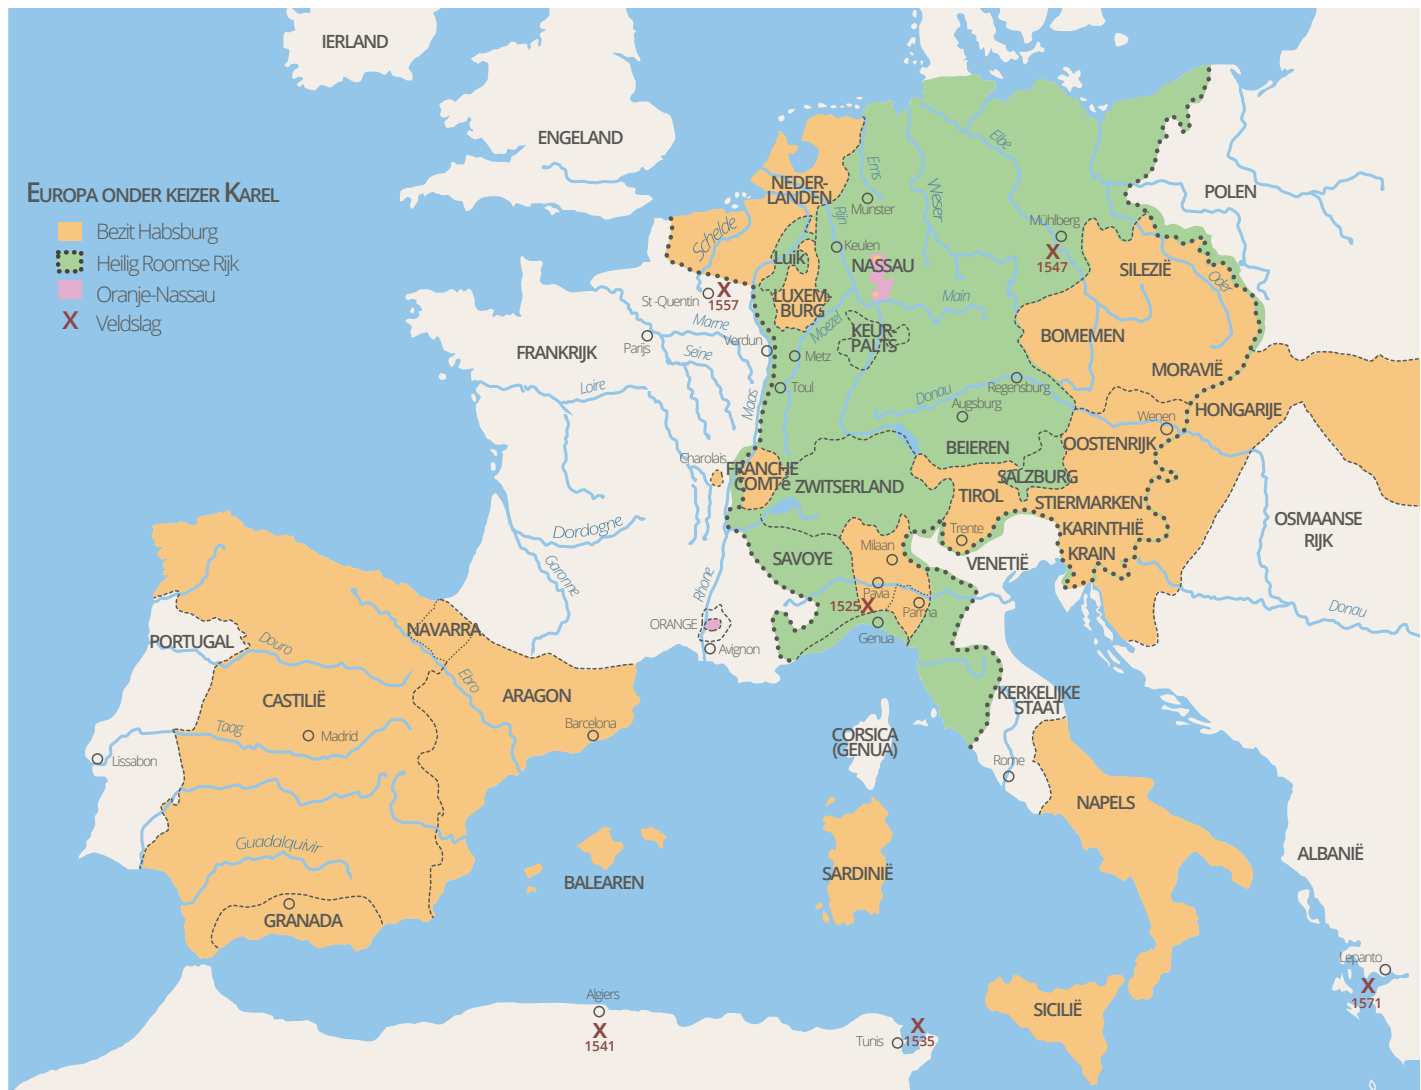 IERLAND
ENGELAND
EUROPA ONDER KEIZER KAREL
Bezit Habsburg
Heilig Roomse Rijk
Oranje-Nassau
X Veldslag
NEDER-
LANDEN
Schelde
Ems
Weser
Elbe
Rijn
Munster
POLEN
Mühlberg
X
1547
Keulen
Luik
NASSAU
SILEZIË
Oder
St-Quentin
X
1557
LUXEM-
BURG
Main
Marne
Moezel
KEUR-
PALTS
BOMEMEN
Parijs
Seine
Verdun
Metz
FRANKRIJK
MORAVIË
Loire
Toul
Maas
Donau
Regensburg
Augsburg
HONGARIJE
Wenen
BEIEREN
OOSTENRIJK
Charolais
FRANCHE
COMTé
ZWITSERLAND
SALZBURG
TIROL
STIERMARKEN
Dordogne
Trente
KARINTHIË
OSMAANSE
RIJK
Garonne
Milaan
KRAIN
SAVOYE
VENETIË
Rhone
Pavia
1525X
Parma
Donau
ORANGE
Genua
Avignon
PORTUGAL
Douro
NAVARRA
Ebro
CASTILIË
ARAGON
KERKELIJKE
STAAT
Taag
Madrid
Barcelona
CORSICA
(GENUA)
Lissabon
Rome
NAPELS
Guadalquivir
BALEAREN
SARDINIË
ALBANIË
GRANADA
Lepanto
X
1571
Algiers
X
1541
SICILIË
Tunis
X
1535